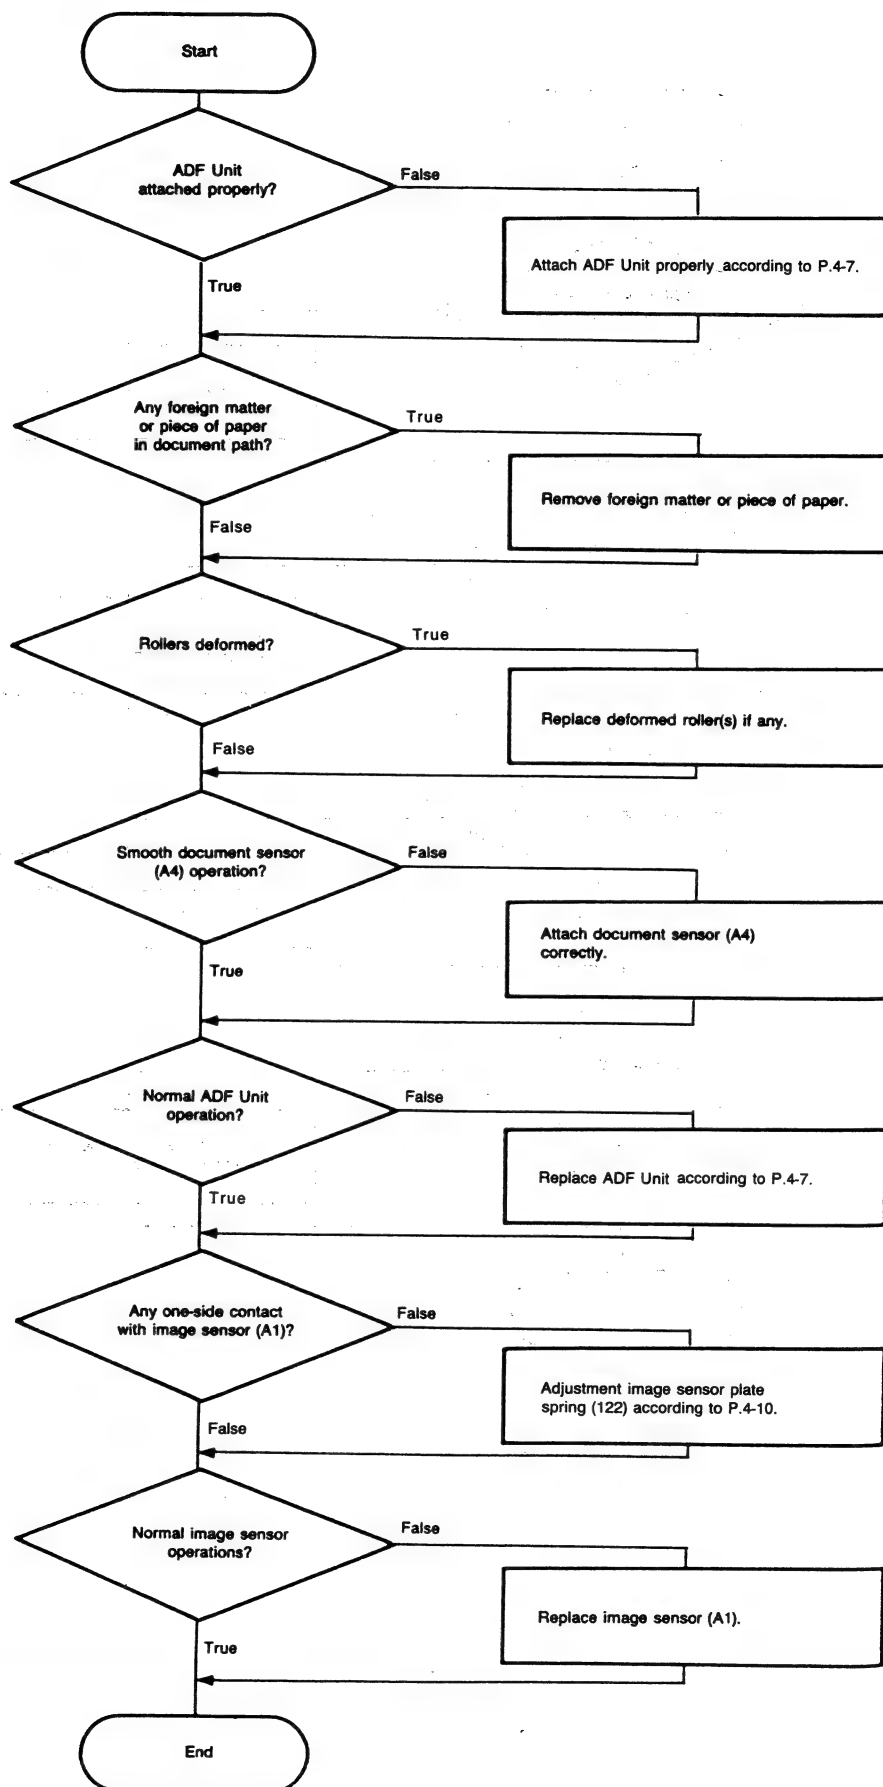 Start
ADF Unit
attached properly?
False
Attach ADF Unit properly according to P.4-7.
True
Any foreign matter
or piece of paper
in document path?
True
Remove foreign matter or piece of paper.
False
Rollers deformed?
True
Replace deformed roller(s) if any.
False
Smooth document sensor
(A4) operation?
False
Attach document sensor (A4)
correctly.
True
Normal ADF Unit
operation?
False
Replace ADF Unit according to P.4-7.
True
Any one-side contact
with image sensor (A1)?
False
Adjustment image sensor plate
spring (122) according to P.4-10.
False
Normal image sensor
operations?
False
Replace image sensor (A1).
True
End